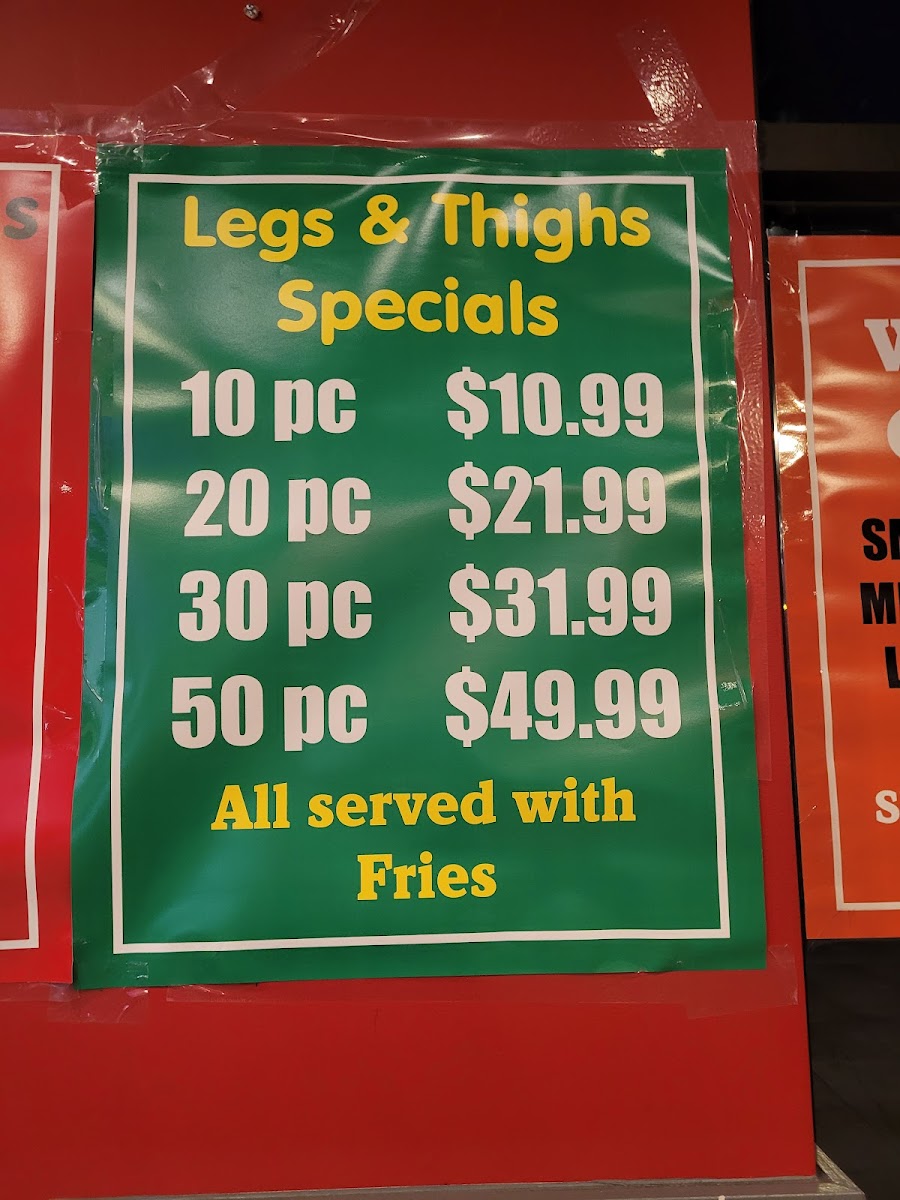 Legs & Thighs
Specials
10 pc $10.99
20 pc $21.99
30 pc $31.99
50 pc $49.99
All served with
Fries